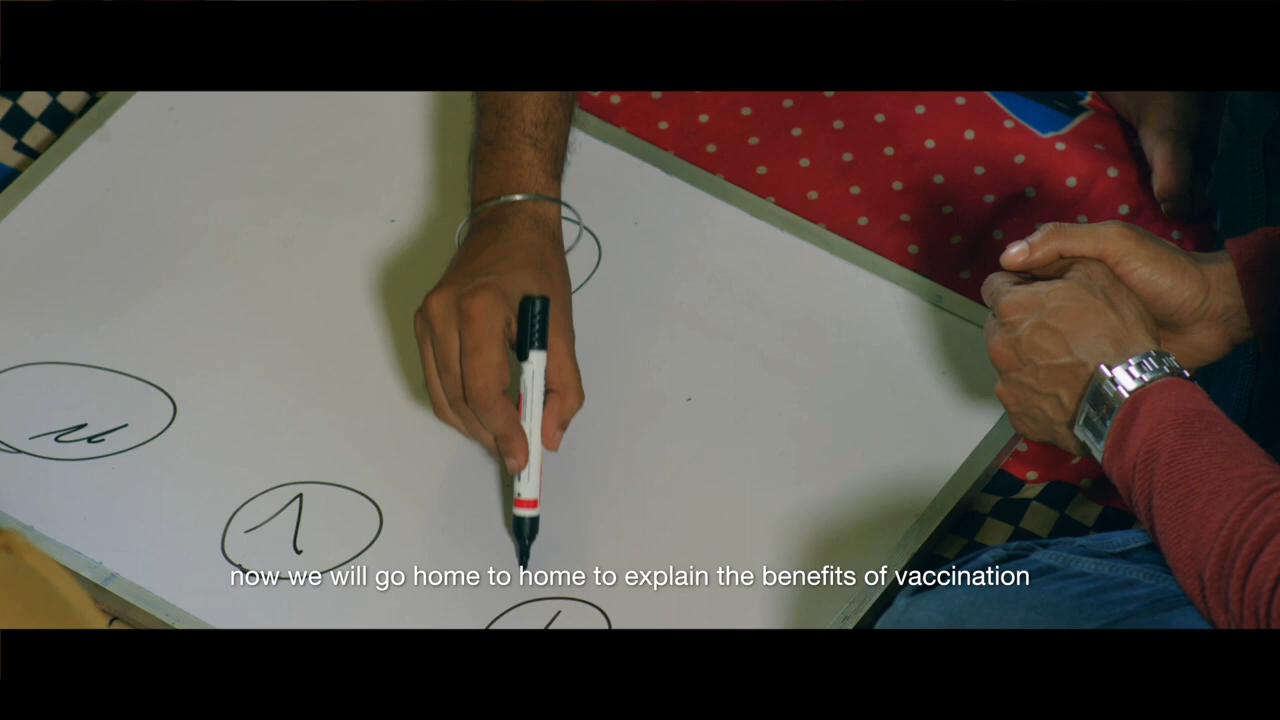 now we will go home to home to explain the benefits of vaccination